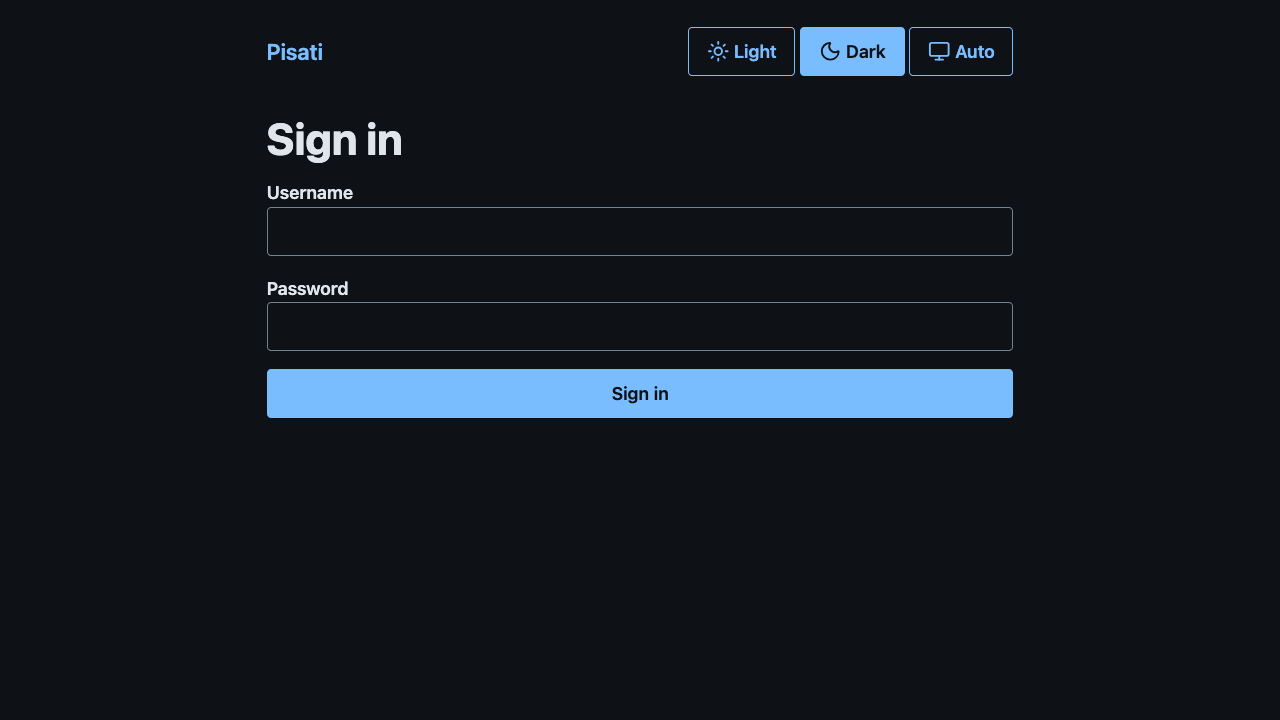 Pisati
Light
Dark
Auto
Sign in
Username
Password
Sign in